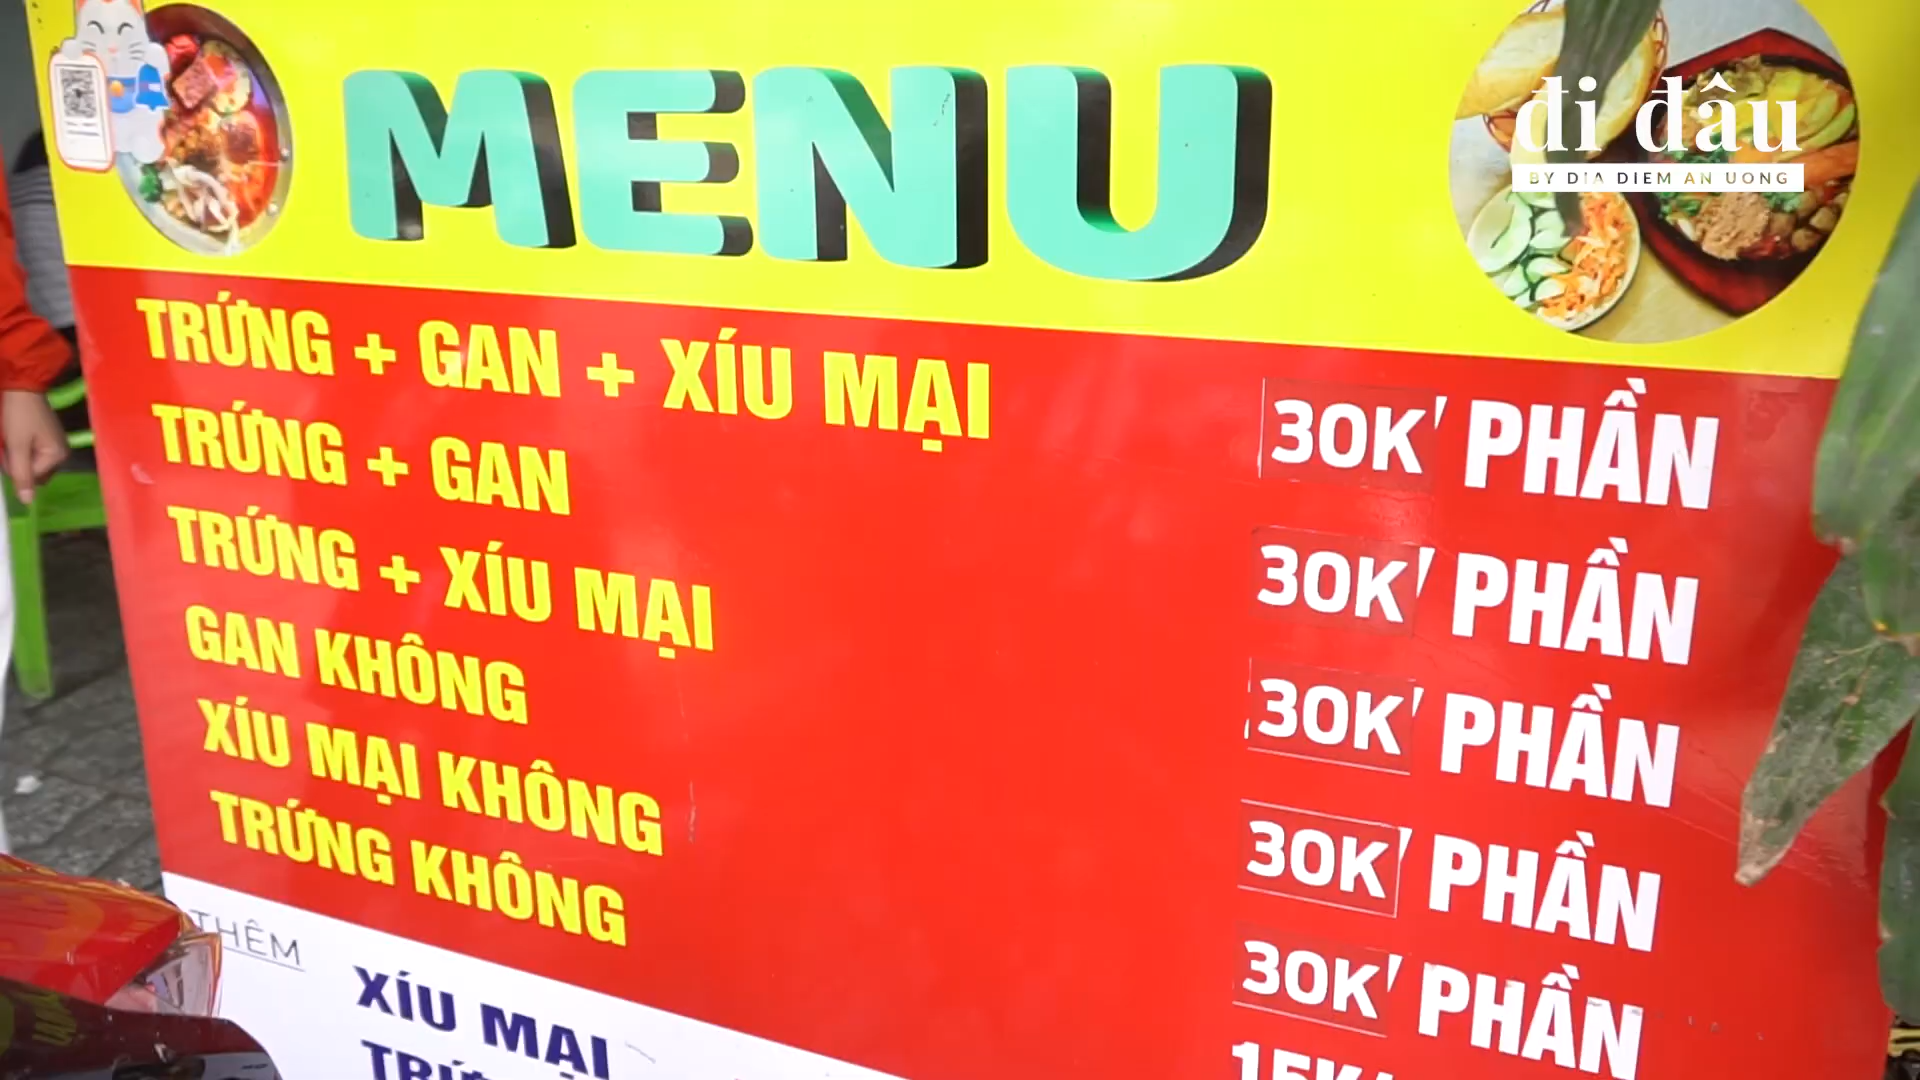 MENU
đi đâu
BY DIA DIEM AN UONG
TRỨNG + GAN + XÍU MẠI 30K/ PHẦN
TRỨNG + GAN 30K/ PHẦN
TRỨNG + XÍU MẠI 30K/ PHẦN
GAN KHÔNG 30K/ PHẦN
XÍU MẠI KHÔNG 30K/ PHẦN
TRỨNG KHÔNG 15K/
THÊM
XÍU MẠI